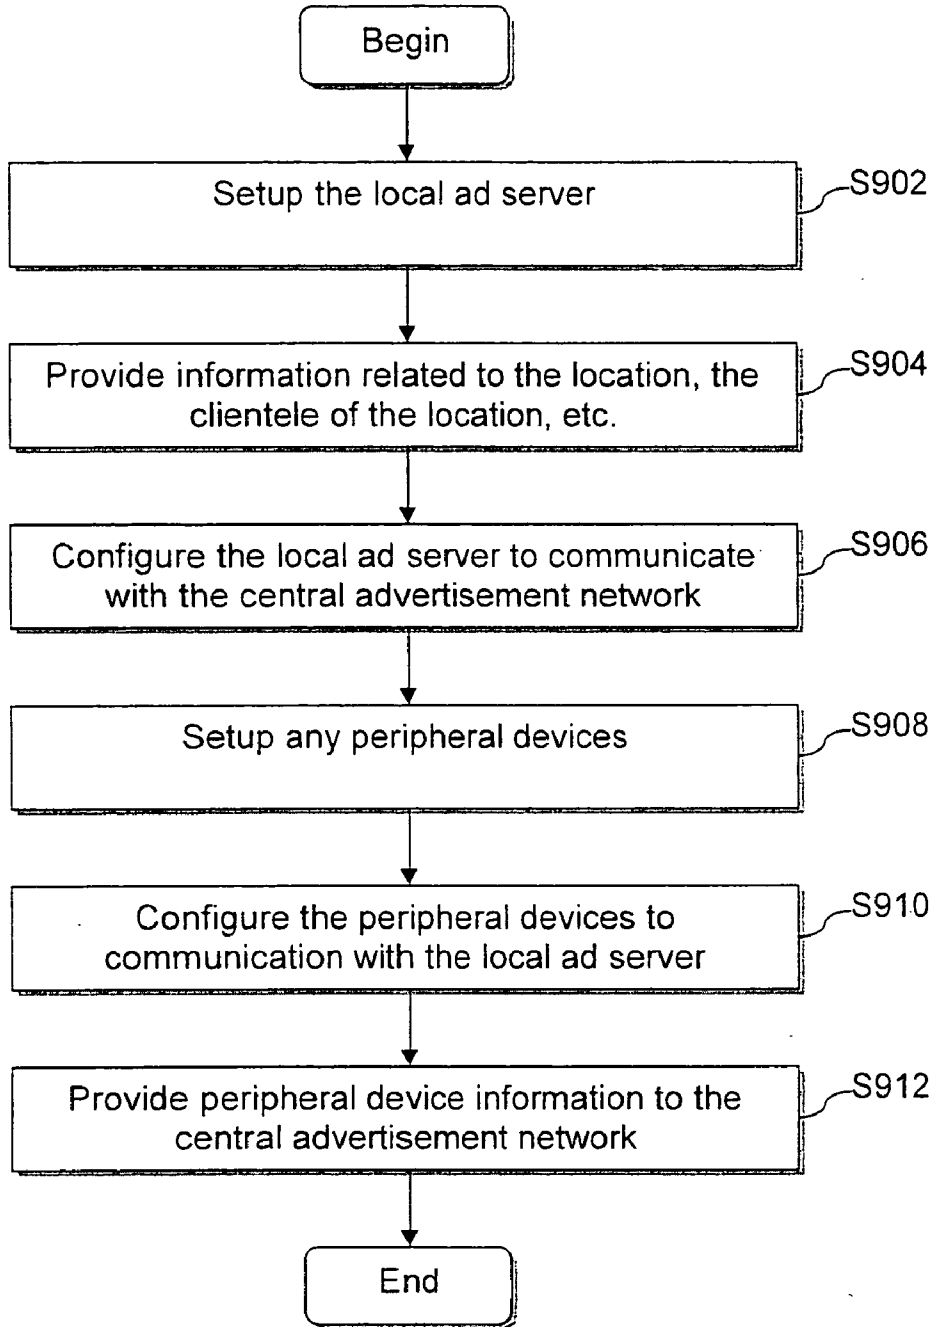 Begin
Setup the local ad server
S902
Provide information related to the location, the
clientele of the location, etc.
S904
Configure the local ad server to communicate
with the central advertisement network
S906
Setup any peripheral devices
S908
Configure the peripheral devices to
communication with the local ad server
S910
Provide peripheral device information to the
central advertisement network
S912
End